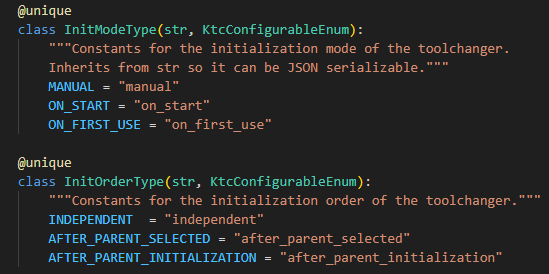 @unique
class InitModeType(str, KtcConfigurableEnum):
    """Constants for the initialization mode of the toolchanger.
    Inherits from str so it can be JSON serializable."""
    MANUAL = "manual"
    ON_START = "on_start"
    ON_FIRST_USE = "on_first_use"

@unique
class InitOrderType(str, KtcConfigurableEnum):
    """Constants for the initialization order of the toolchanger."""
    INDEPENDENT  = "independent"
    AFTER_PARENT_SELECTED = "after_parent_selected"
    AFTER_PARENT_INITIALIZATION = "after_parent_initialization"